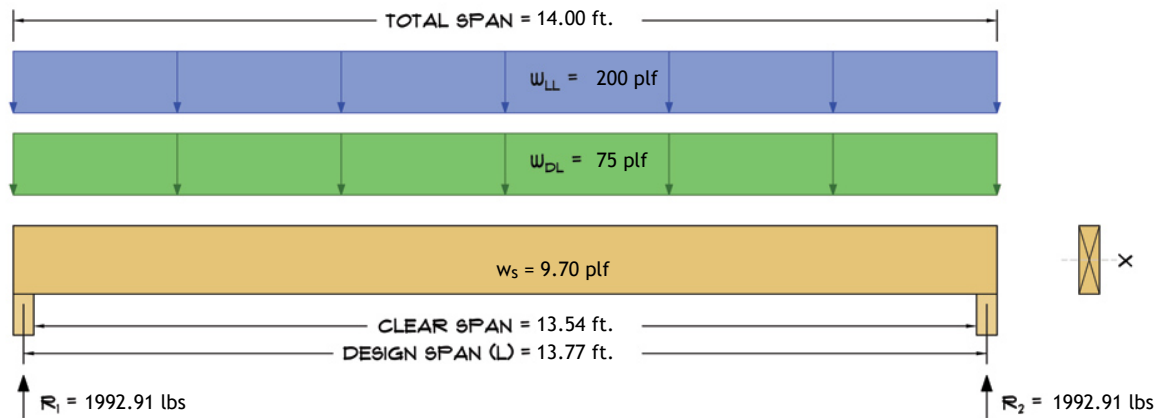 TOTAL SPAN = 14.00 ft.
W_LL = 200 plf
W_DL = 75 plf
w_s = 9.70 plf
X
CLEAR SPAN = 13.54 ft.
DESIGN SPAN (L) = 13.77 ft.
R_1 = 1992.91 lbs
R_2 = 1992.91 lbs